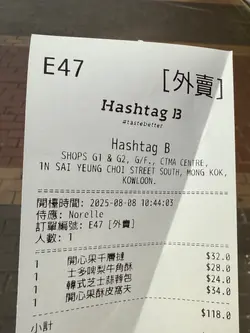 E47 [外賣]
Hashtag B
#tastebetter
Hashtag B
SHOPS G1 & G2, G/F., CTMA CENTRE,
1N SAI YEUNG CHOI STREET SOUTH, MONG KOK,
KOWLOON.
開檯時間: 2025-08-08 10:44:03
侍應: Norelle
訂單編號: E47 [外賣]
人數: 1
1 開心果千層撻 $32.0
1 士多啤梨牛角酥 $28.0
1 韓式芝士蒜蓉包 $24.0
1 開心果酥皮窩夫 $34.0
小計 $118.0